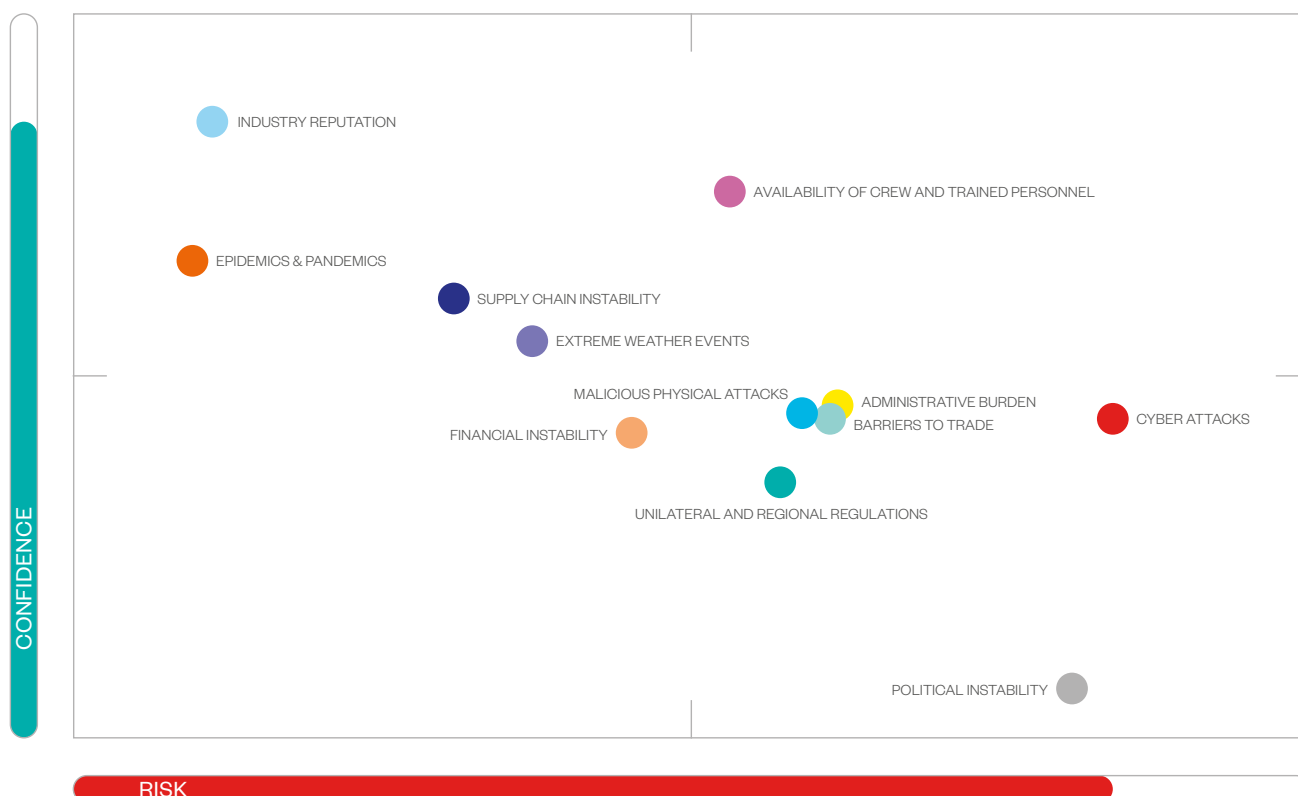 INDUSTRY REPUTATION
AVAILABILITY OF CREW AND TRAINED PERSONNEL
EPIDEMICS & PANDEMICS
SUPPLY CHAIN INSTABILITY
EXTREME WEATHER EVENTS
MALICIOUS PHYSICAL ATTACKS
ADMINISTRATIVE BURDEN
BARRIERS TO TRADE
CYBER ATTACKS
FINANCIAL INSTABILITY
UNILATERAL AND REGIONAL REGULATIONS
CONFIDENCE
POLITICAL INSTABILITY
RISK